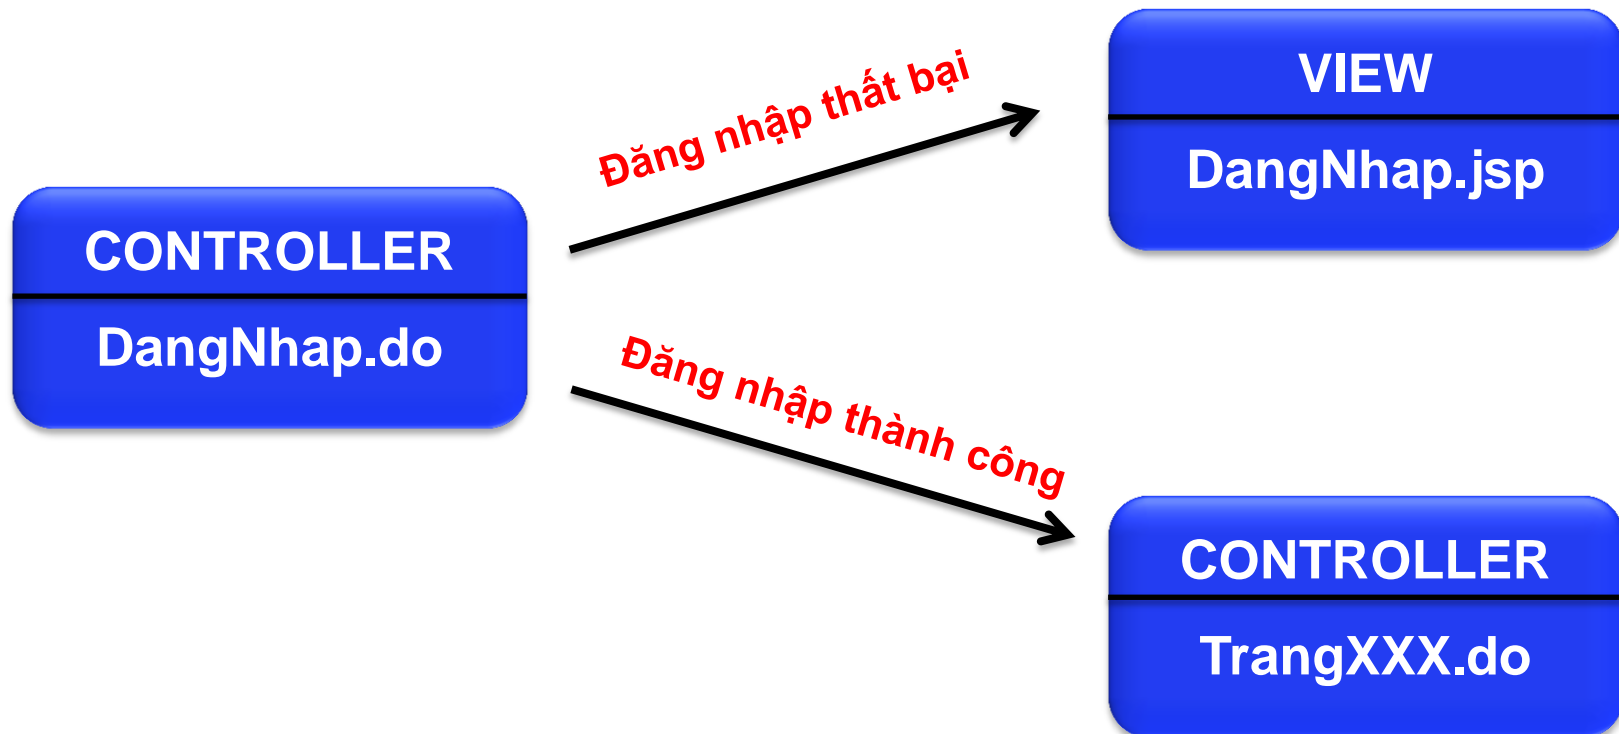 Đăng nhập thất bại
VIEW
DangNhap.jsp
CONTROLLER
DangNhap.do
Đăng nhập thành công
CONTROLLER
TrangXXX.do